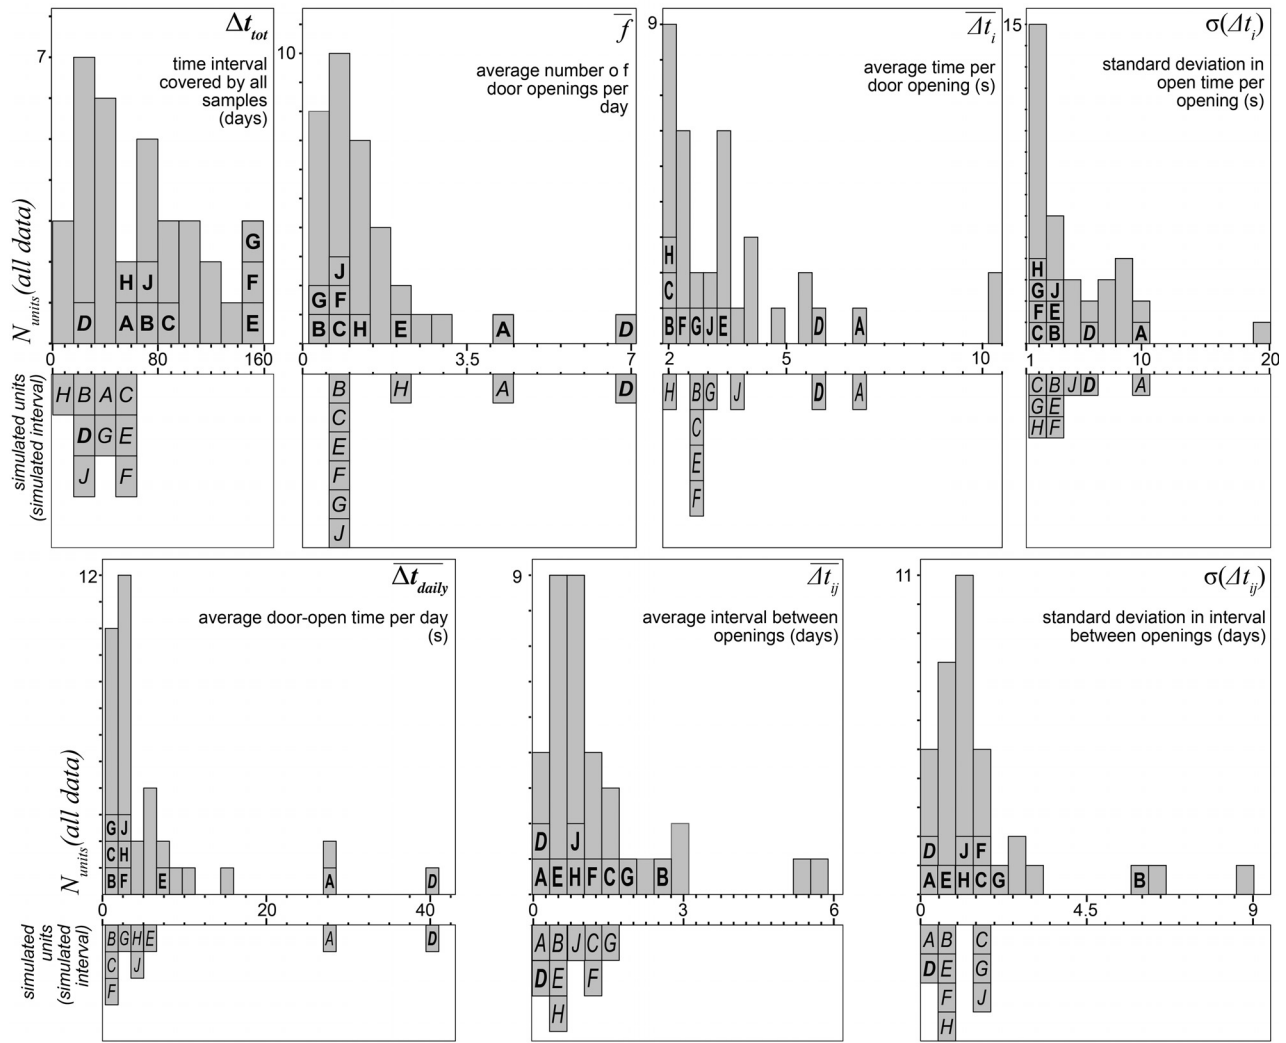 Δt_tot
time interval
covered by all
samples
(days)
7
N_units(all data)
D
H
A
J
B
C
G
F
E
0
80
160
simulated units
(simulated interval)
H B A C
D G E
J F
f̅
average number o f
door openings per
day
10
G
B
J
F
C
H
E
A
D
0
3.5
7
B H A D
C
E
F
G
J
Δt_i
average time per
door opening (s)
9
H
C
B F G J E D A
2
5
10
H B G J D A
C
E
F
σ(Δt_i)
standard deviation in
open time per
opening (s)
15
H
G J
F E
C B D A
1
10
20
C B J D A
G E
H F
Δt_daily
average door-open time per day
(s)
12
N_units(all data)
G J
C H
B F E A D
0
20
40
simulated
units
(simulated
interval)
B G H E A D
C J
F
Δt_ij
average interval between
openings (days)
9
D J
A E H F C G B
0
3
6
A B J C G
D E F
H
σ(Δt_ij)
standard deviation in interval
between openings (days)
11
D J F
A E H C G B
0
4.5
9
A B C
D E G
F J
H